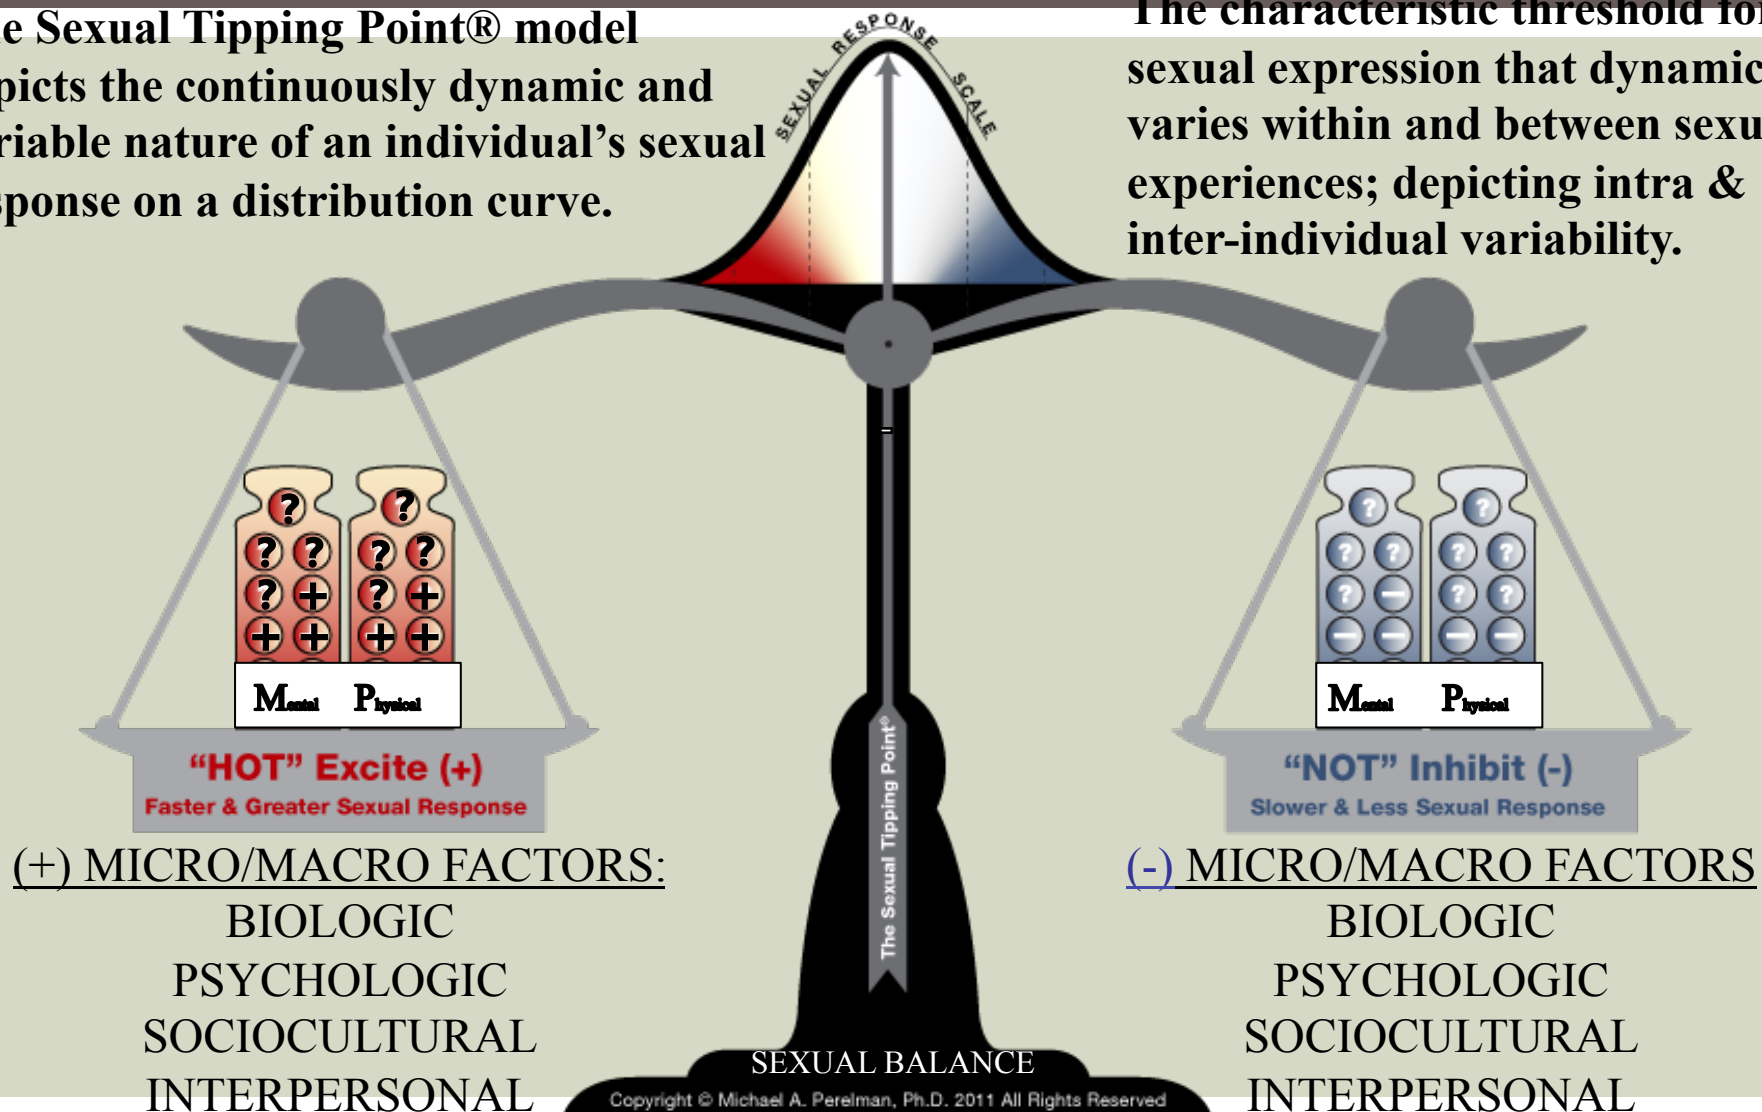 e Sexual Tipping Point® model
picts the continuously dynamic and
riable nature of an individual’s sexual
sponse on a distribution curve.
SEXUAL RESPONSE SCALE
The characteristic threshold for
sexual expression that dynamic
varies within and between sexu
experiences; depicting intra &
inter-individual variability.
-
?
?
? ?
? ?
? +
? +
+ +
+ +
Mental Physical
“HOT” Excite (+)
Faster & Greater Sexual Response
(+) MICRO/MACRO FACTORS:
BIOLOGIC
PSYCHOLOGIC
SOCIOCULTURAL
INTERPERSONAL
The Sexual Tipping Point®
SEXUAL BALANCE
Copyright © Michael A. Perelman, Ph.D. 2011 All Rights Reserved
?
?
? ?
? ?
? −
? ?
− −
− −
Mental Physical
“NOT” Inhibit (-)
Slower & Less Sexual Response
(-) MICRO/MACRO FACTORS
BIOLOGIC
PSYCHOLOGIC
SOCIOCULTURAL
INTERPERSONAL